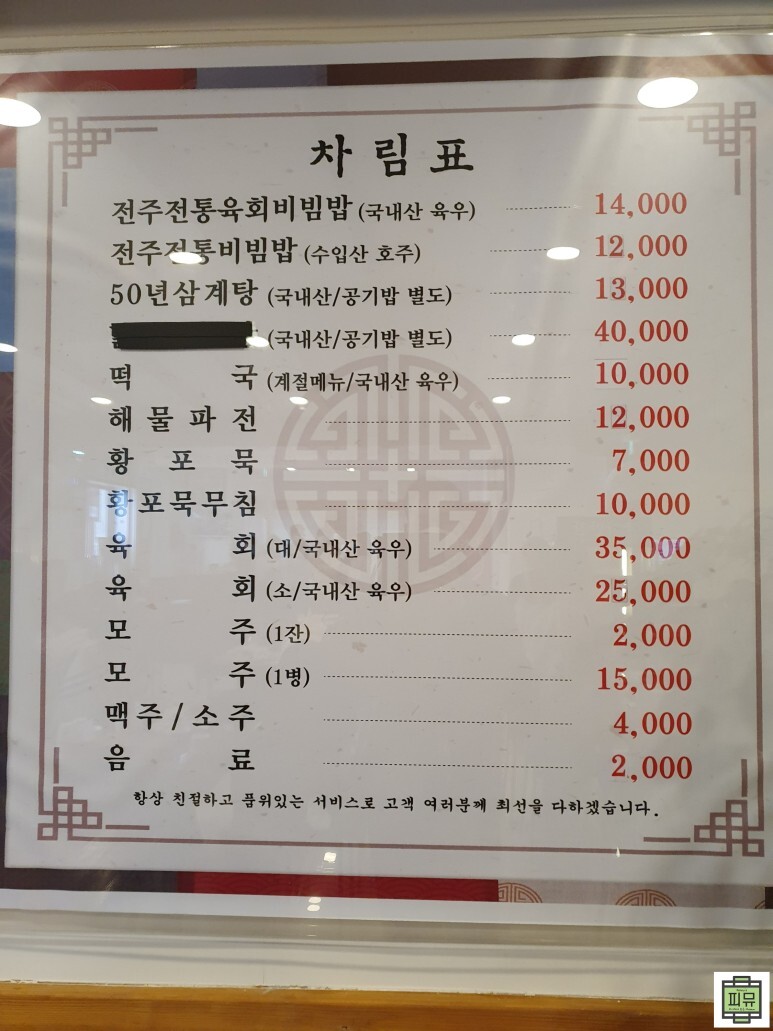 차림표
전주전통육회비빔밥 (국내산 육우) 14,000
전주전통비빔밥 (수입산 호주) 12,000
50년삼계탕 (국내산/공기밥 별도) 13,000
(국내산/공기밥 별도) 40,000
떡국 (계절메뉴/국내산 육우) 10,000
해물파전 12,000
황포묵 7,000
황포묵무침 10,000
육회 (대/국내산 육우) 35,000
육회 (소/국내산 육우) 25,000
모주 (1잔) 2,000
모주 (1병) 15,000
맥주/소주 4,000
음료 2,000
항상 친절하고 품위있는 서비스로 고객 여러분께 최선을 다하겠습니다.
피뮤